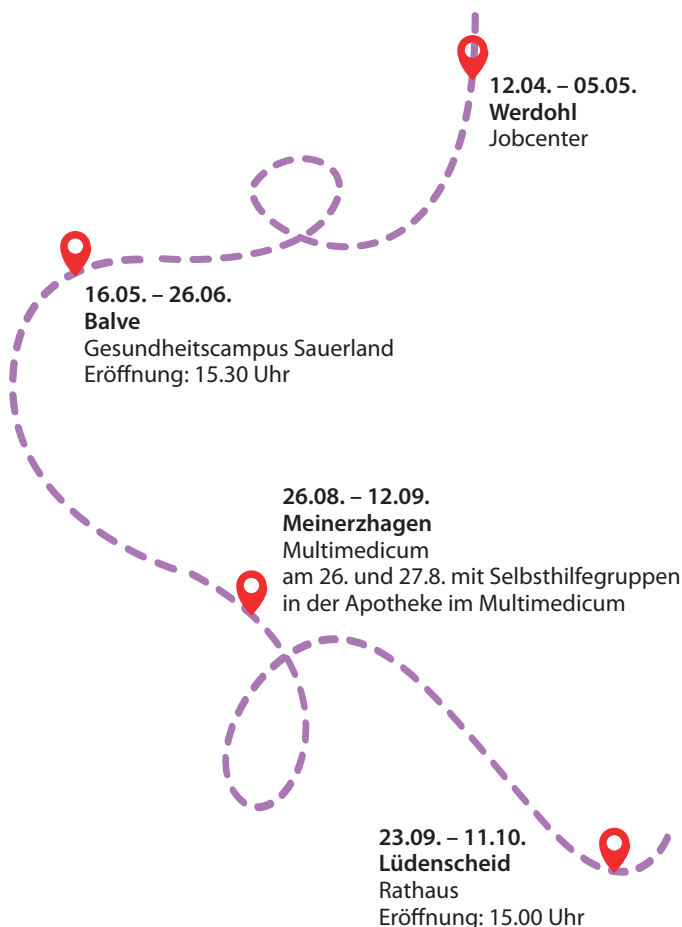 12.04. – 05.05.
Werdohl
Jobcenter
16.05. – 26.06.
Balve
Gesundheitscampus Sauerland
Eröffnung: 15.30 Uhr
26.08. – 12.09.
Meinerzhagen
Multimedicum
am 26. und 27.8. mit Selbsthilfegruppen
in der Apotheke im Multimedicum
23.09. – 11.10.
Lüdenscheid
Rathaus
Eröffnung: 15.00 Uhr